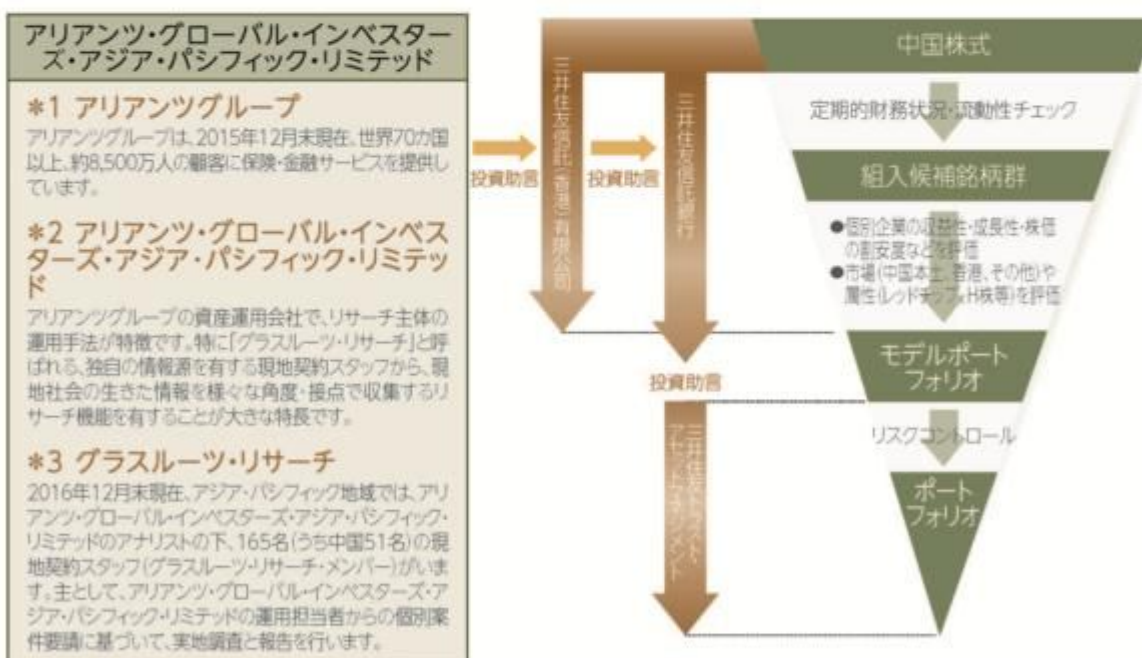 アリアンツ・グローバル・インベスター
ズ・アジア・パシフィック・リミテッド
*1 アリアンツグループ
アリアンツグループは、2015年12月末現在、世界70か国
以上、約8,500万人の顧客に保険・金融サービスを提供し
ています。
*2 アリアンツ・グローバル・インベス
ターズ・アジア・パシフィック・リミテッ
ド
アリアンツグループの資産運用会社で、リサーチ主体の
運用手法が特徴です。特に「グラスルーツ・リサーチ」と呼
ばれる、独自の情報源を有する現地契約スタッフから、現
地社会の生きた情報を様々な角度・接点で収集するリ
サーチ機能を有することが大きな特長です。
*3 グラスルーツ・リサーチ
2016年12月末現在、アジア・パシフィック地域では、アリ
アンツ・グローバル・インベスターズ・アジア・パシフィック・
リミテッドのアナリストの下、165名(うち中国51名)の現
地契約スタッフ(グラスルーツ・リサーチ・メンバー)がいま
す。主として、アリアンツ・グローバル・インベスターズ・ア
ジア・パシフィック・リミテッドの運用担当者からの個別案
件要請に基づいて、実地調査と報告を行います。
投資助言
三井住友信託(香港)有限公司
投資助言
三井住友信託銀行
投資助言
三井住友トラスト・
アセットマネジメント
中国株式
定期的財務状況・流動性チェック
組入候補銘柄群
●個別企業の収益性・成長性・株価
の割安度などを評価
●市場(中国本土、香港、その他)や
属性(レッドチップ、H株等)を評価
モデルポート
フォリオ
リスクコントロール
ポート
フォリオ